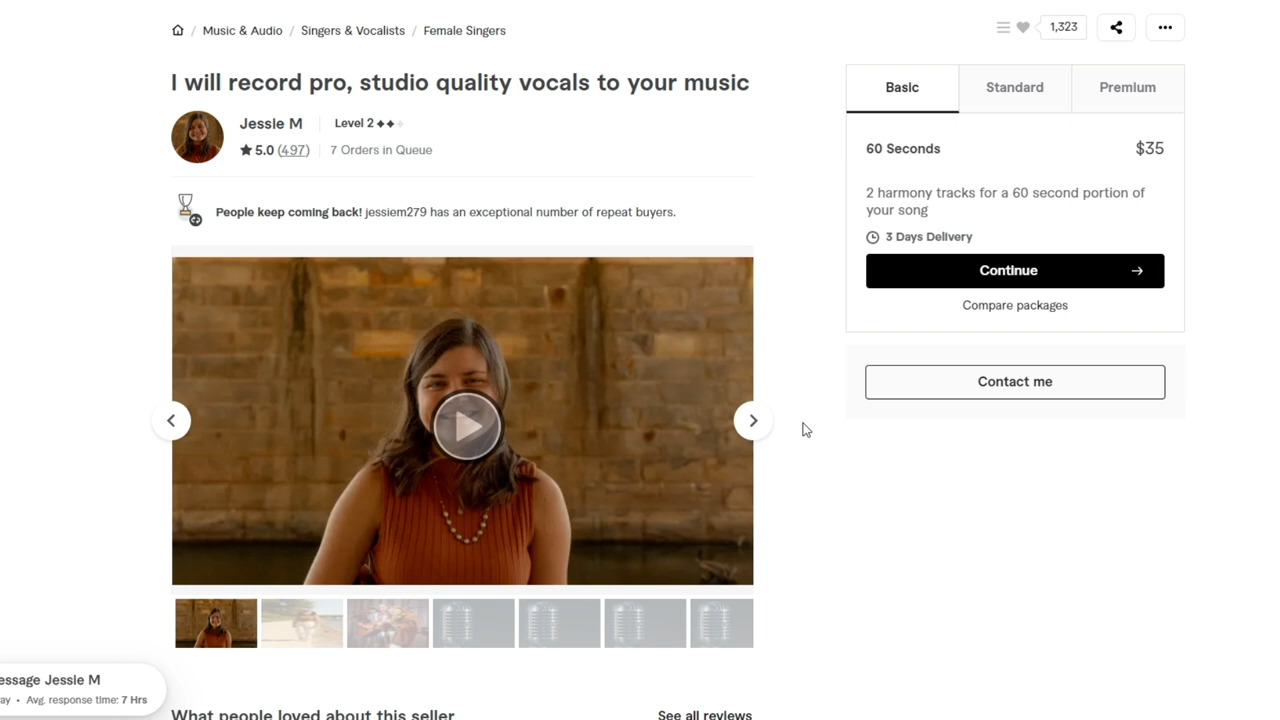 / Music & Audio / Singers & Vocalists / Female Singers
1,323
I will record pro, studio quality vocals to your music
Jessie M
Level 2
5.0 (497)
7 Orders in Queue
People keep coming back! jessiem279 has an exceptional number of repeat buyers.
Basic
Standard
Premium
60 Seconds
$35
2 harmony tracks for a 60 second portion of
your song
3 Days Delivery
Continue
Compare packages
Contact me
essage Jessie M
ay • Avg. response time: 7 Hrs
What people loved about this seller
See all reviews